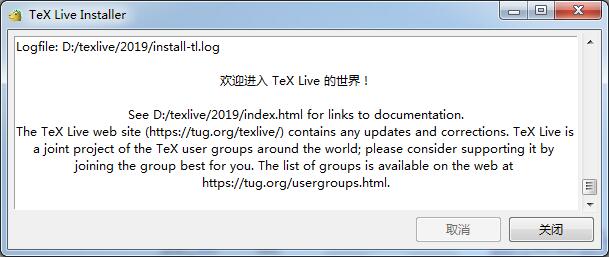 TeX Live Installer
Logfile: D:/texlive/2019/install-tl.log
欢迎进入 TeX Live 的世界！
See D:/texlive/2019/index.html for links to documentation.
The TeX Live web site (https://tug.org/texlive/) contains any updates and corrections. TeX Live is
a joint project of the TeX user groups around the world; please consider supporting it by
joining the group best for you. The list of groups is available on the web at
https://tug.org/usergroups.html.
取消
关闭